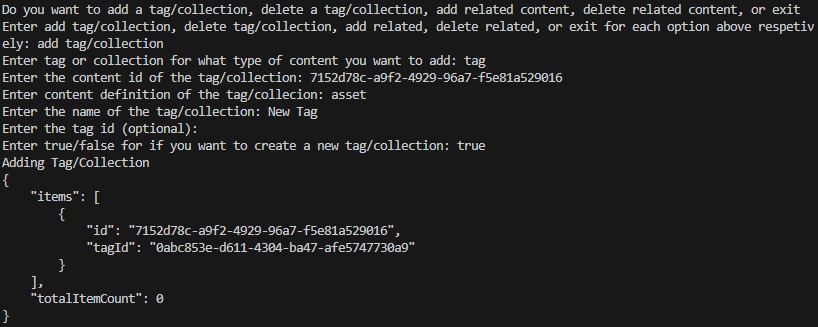 Do you want to add a tag/collection, delete a tag/collection, add related content, delete related content, or exit
Enter add tag/collection, delete tag/collection, add related, delete related, or exit for each option above respetiv
ely: add tag/collection
Enter tag or collection for what type of content you want to add: tag
Enter the content id of the tag/collection: 7152d78c-a9f2-4929-96a7-f5e81a529016
Enter content definition of the tag/collecion: asset
Enter the name of the tag/collection: New Tag
Enter the tag id (optional):
Enter true/false for if you want to create a new tag/collection: true
Adding Tag/Collection
{
    "items": [
        {
            "id": "7152d78c-a9f2-4929-96a7-f5e81a529016",
            "tagId": "0abc853e-d611-4304-ba47-afe5747730a9"
        }
    ],
    "totalItemCount": 0
}